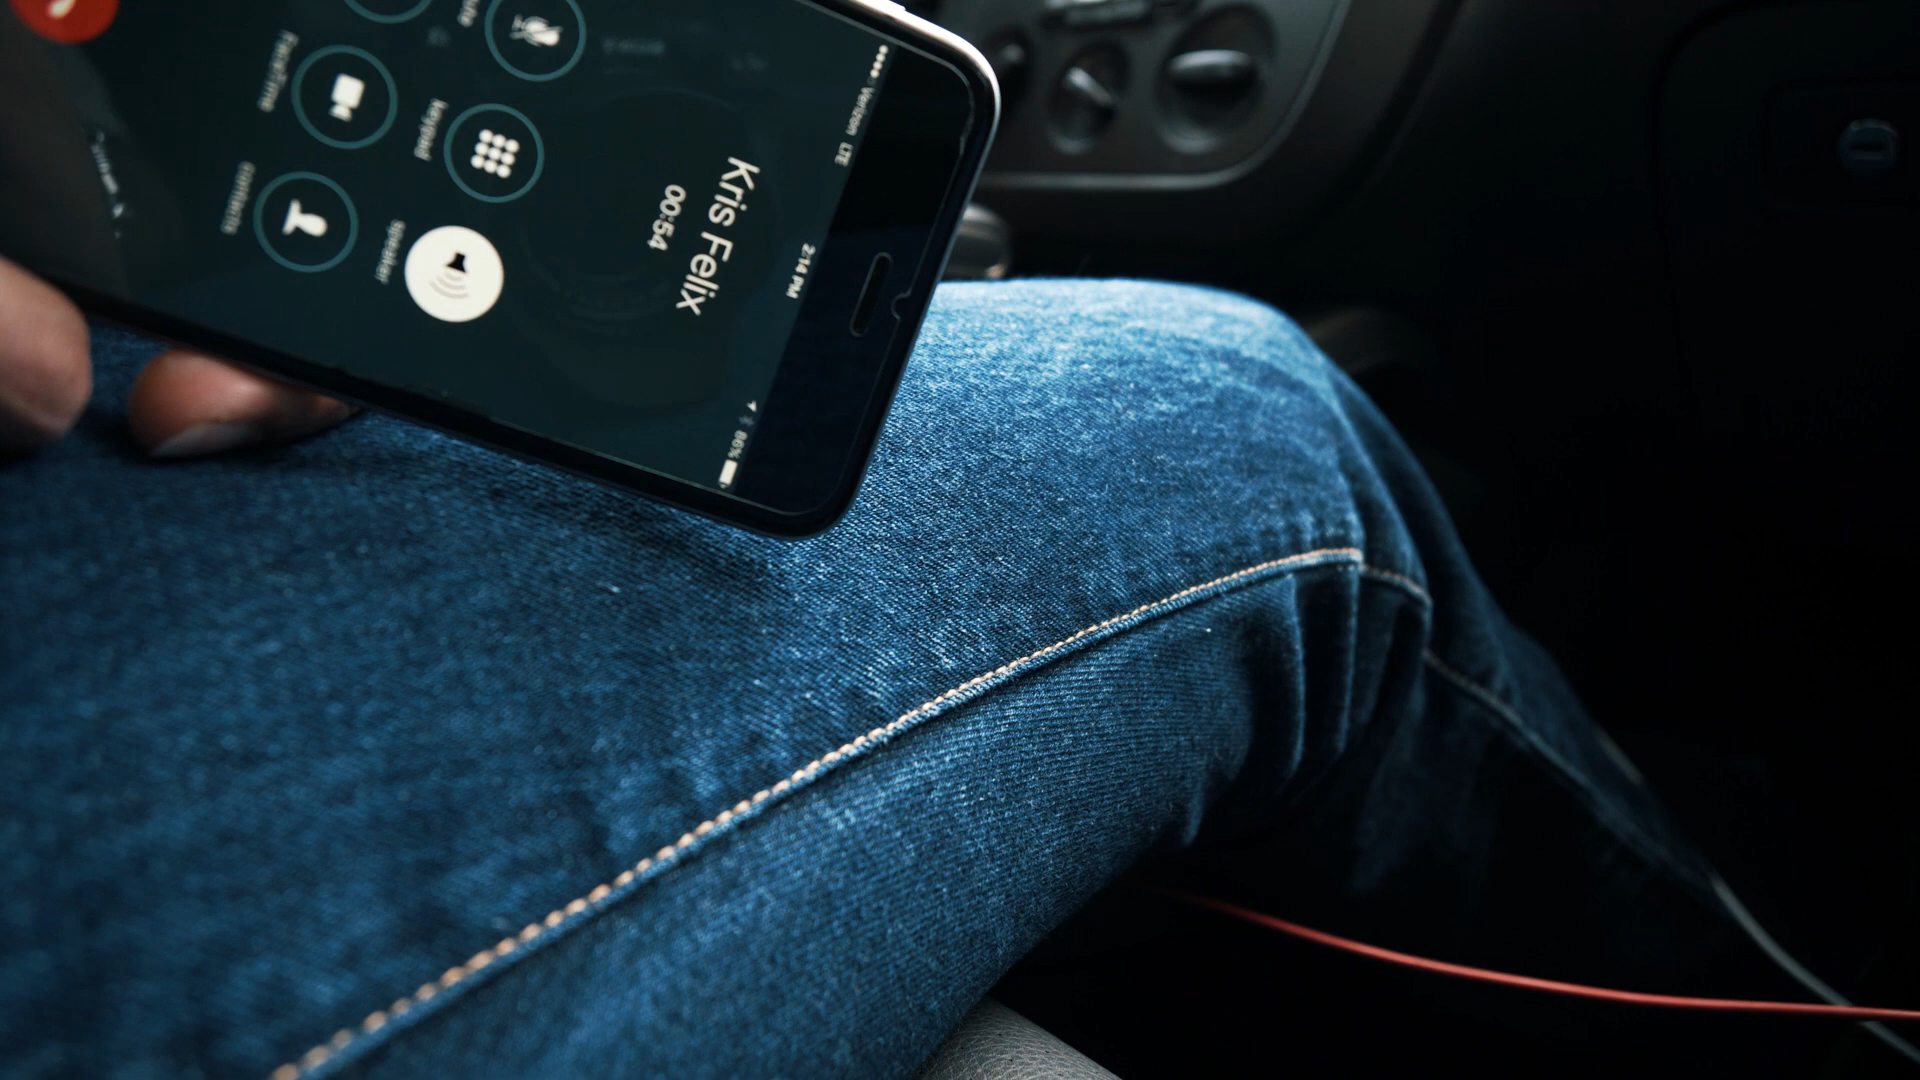 Verizon LTE
2:14 PM
86%
Kris Felix
00:54
keypad
speaker
FaceTime
contacts